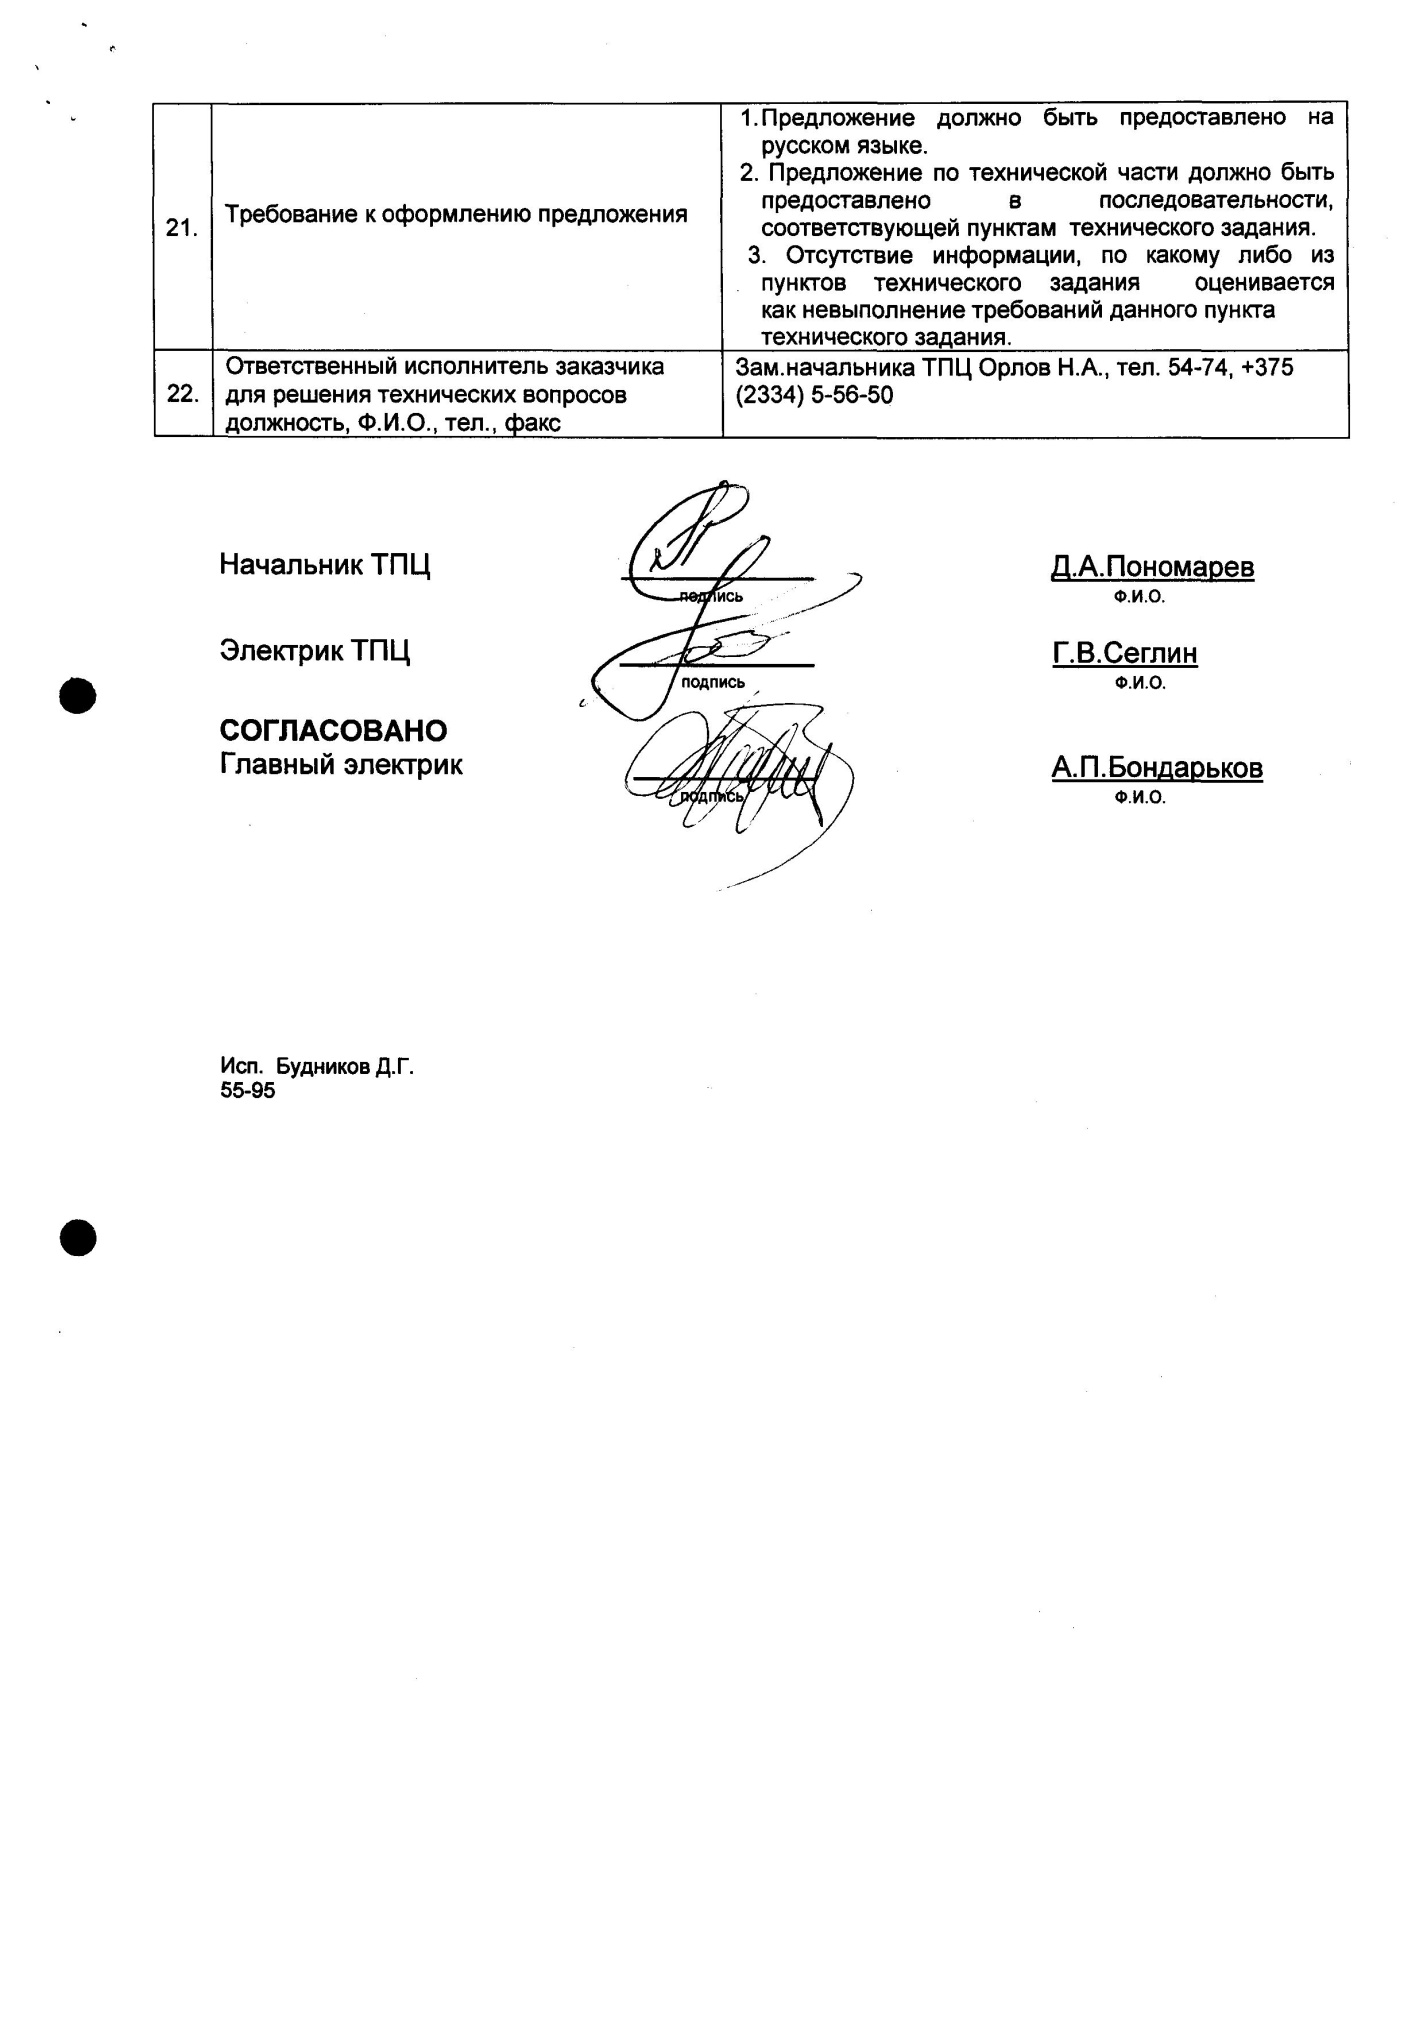 21.
Требование к оформлению предложения
1. Предложение должно быть предоставлено на
русском языке.
2. Предложение по технической части должно быть
предоставлено в последовательности,
соответствующей пунктам технического задания.
3. Отсутствие информации, по какому либо из
пунктов технического задания оценивается
как невыполнение требований данного пункта
технического задания.
22.
Ответственный исполнитель заказчика
для решения технических вопросов
должность, Ф.И.О., тел., факс
Зам.начальника ТПЦ Орлов Н.А., тел. 54-74, +375
(2334) 5-56-50
Начальник ТПЦ
Д.А.Пономарев
подпись
Ф.И.О.
Электрик ТПЦ
Г.В.Сеглин
подпись
Ф.И.О.
СОГЛАСОВАНО
Главный электрик
А.П.Бондарьков
подпись
Ф.И.О.
Исп. Будников Д.Г.
55-95